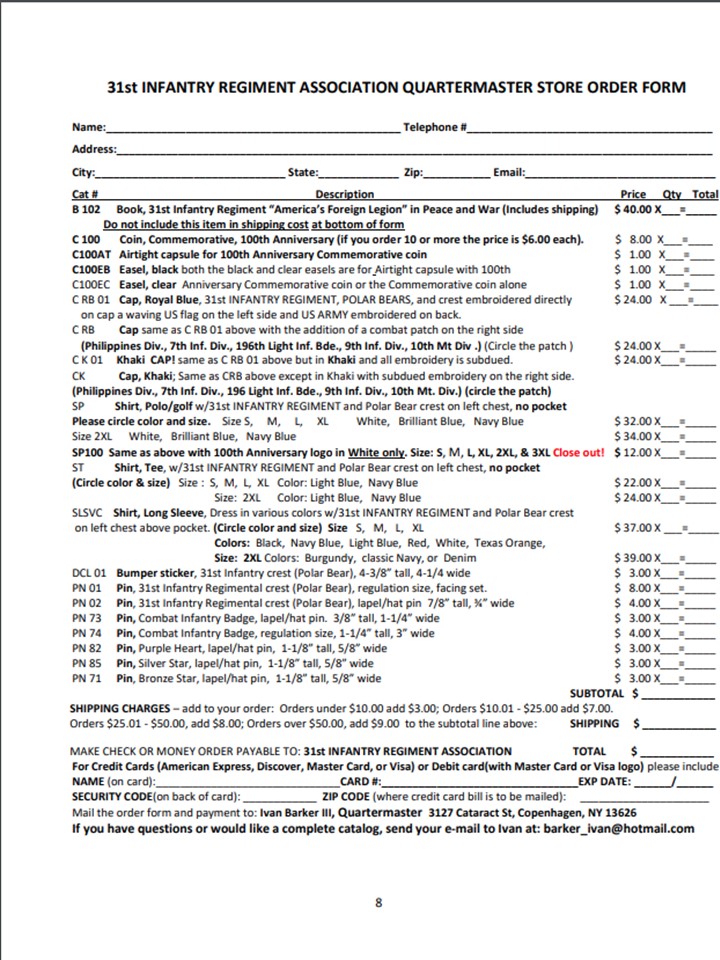 31st INFANTRY REGIMENT ASSOCIATION QUARTERMASTER STORE ORDER FORM
Name:____________________ Telephone #____________________
Address:____________________
City:____________________ State:__________ Zip:__________ Email:____________________
Cat # Description Price Qty Total
B 102 Book, 31st Infantry Regiment “America’s Foreign Legion” in Peace and War (Includes shipping) $ 40.00 X___=_____
Do not include this item in shipping cost at bottom of form
C 100 Coin, Commemorative, 100th Anniversary (if you order 10 or more the price is $6.00 each). $ 8.00 X___=_____
C100AT Airtight capsule for 100th Anniversary Commemorative coin $ 1.00 X___=_____
C100EB Easel, black both the black and clear easels are for Airtight capsule with 100th $ 1.00 X___=_____
C100EC Easel, clear Anniversary Commemorative coin or the Commemorative coin alone $ 1.00 X___=_____
C RB 01 Cap, Royal Blue, 31st INFANTRY REGIMENT, POLAR BEARS, and crest embroidered directly $ 24.00 X___=_____
on cap a waving US flag on the left side and US ARMY embroidered on back.
C RB Cap same as C RB 01 above with the addition of a combat patch on the right side
(Philippines Div., 7th Inf. Div., 196th Light Inf. Bde., 9th Inf. Div., 10th Mt Div .) (Circle the patch ) $ 24.00 X___=_____
C K 01 Khaki CAP! same as C RB 01 above but in Khaki and all embroidery is subdued. $ 24.00 X___=_____
CK Cap, Khaki; Same as CRB above except in Khaki with subdued embroidery on the right side.
(Philippines Div., 7th Inf. Div., 196 Light Inf. Bde., 9th Inf. Div., 10th Mt. Div.) (circle the patch)
SP Shirt, Polo/golf w/31st INFANTRY REGIMENT and Polar Bear crest on left chest, no pocket
Please circle color and size. Size S, M, L, XL White, Brilliant Blue, Navy Blue $ 32.00 X___=_____
Size 2XL White, Brilliant Blue, Navy Blue $ 34.00 X___=_____
SP100 Same as above with 100th Anniversary logo in White only. Size: S, M, L, XL, 2XL, & 3XL Close out! $ 12.00 X___=_____
ST Shirt, Tee, w/31st INFANTRY REGIMENT and Polar Bear crest on left chest, no pocket
(Circle color & size) Size : S, M, L, XL Color: Light Blue, Navy Blue $ 22.00 X___=_____
Size: 2XL Color: Light Blue, Navy Blue $ 24.00 X___=_____
SLSVC Shirt, Long Sleeve, Dress in various colors w/31st INFANTRY REGIMENT and Polar Bear crest
on left chest above pocket. (Circle color and size) Size S, M, L, XL $ 37.00 X ___=_____
Colors: Black, Navy Blue, Light Blue, Red, White, Texas Orange,
Size: 2XL Colors: Burgundy, classic Navy, or Denim $ 39.00 X___=_____
DCL 01 Bumper sticker, 31st Infantry crest (Polar Bear), 4-3/8” tall, 4-1/4 wide $ 3.00 X___=_____
PN 01 Pin, 31st Infantry Regimental crest (Polar Bear), regulation size, facing set. $ 8.00 X___=_____
PN 02 Pin, 31st Infantry Regimental crest (Polar Bear), lapel/hat pin 7/8” tall, ¾” wide $ 4.00 X___=_____
PN 73 Pin, Combat Infantry Badge, lapel/hat pin. 3/8” tall, 1-1/4” wide $ 3.00 X___=_____
PN 74 Pin, Combat Infantry Badge, regulation size, 1-1/4” tall, 3” wide $ 4.00 X___=_____
PN 82 Pin, Purple Heart, lapel/hat pin, 1-1/8” tall, 5/8” wide $ 3.00 X___=_____
PN 85 Pin, Silver Star, lapel/hat pin, 1-1/8” tall, 5/8” wide $ 3.00 X___=_____
PN 71 Pin, Bronze Star, lapel/hat pin, 1-1/8” tall, 5/8” wide $ 3.00 X___=_____
SUBTOTAL $ ___________
SHIPPING CHARGES – add to your order: Orders under $10.00 add $3.00; Orders $10.01 - $25.00 add $7.00.
Orders $25.01 - $50.00, add $8.00; Orders over $50.00, add $9.00 to the subtotal line above: SHIPPING $ ___________
MAKE CHECK OR MONEY ORDER PAYABLE TO: 31st INFANTRY REGIMENT ASSOCIATION TOTAL $ ___________
For Credit Cards (American Express, Discover, Master Card, or Visa) or Debit card(with Master Card or Visa logo) please include
NAME (on card):____________________CARD #:____________________EXP DATE: _____/_____
SECURITY CODE(on back of card): __________ ZIP CODE (where credit card bill is to be mailed): ____________________
Mail the order form and payment to: Ivan Barker III, Quartermaster 3127 Cataract St, Copenhagen, NY 13626
If you have questions or would like a complete catalog, send your e-mail to Ivan at: barker_ivan@hotmail.com
8